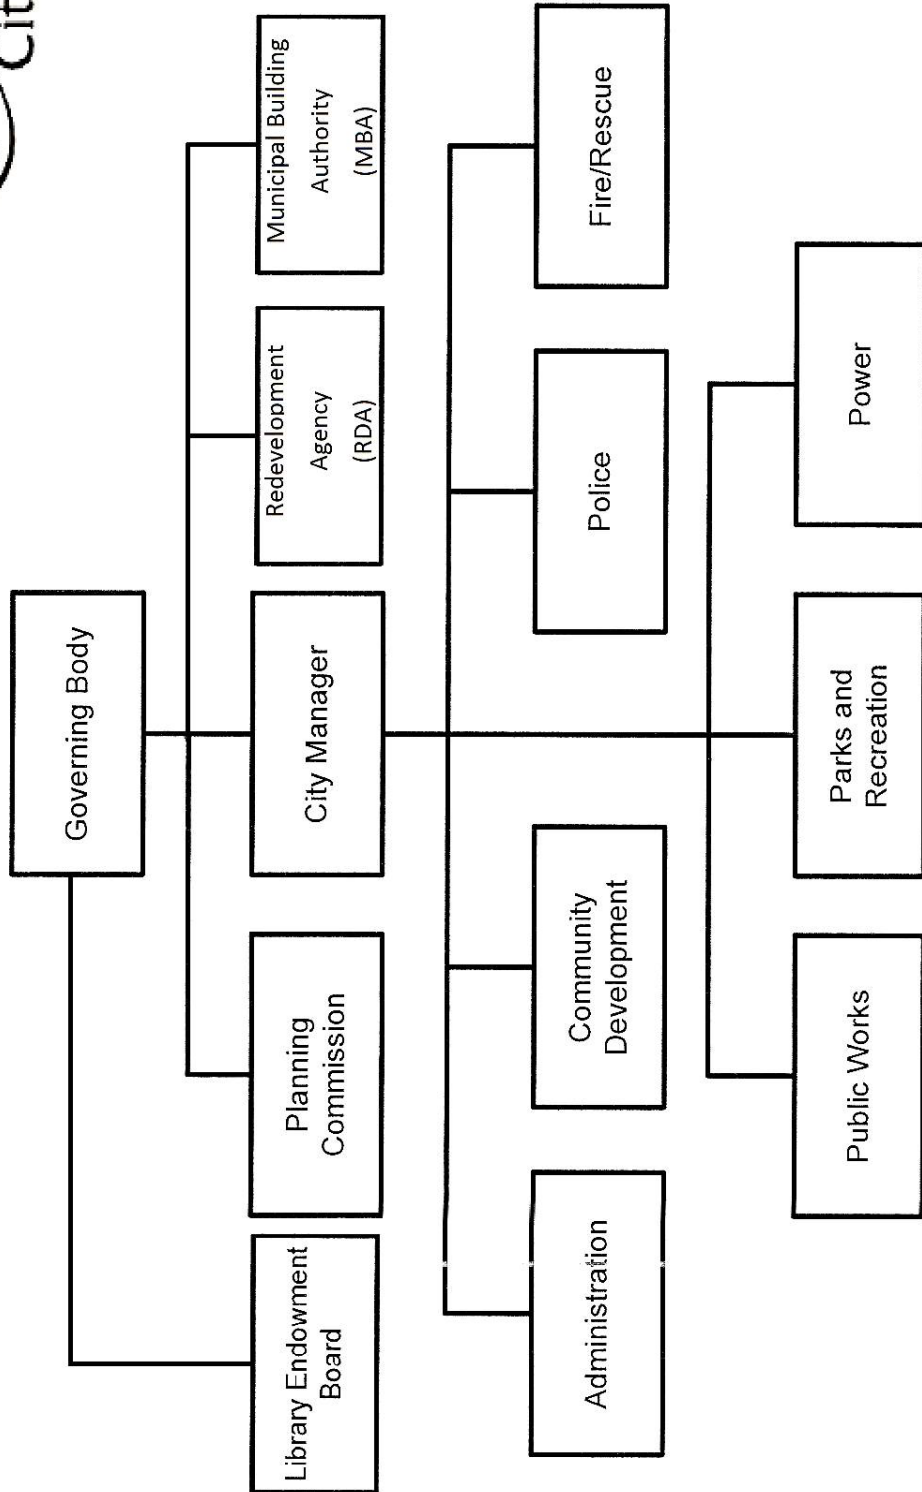 Cit
Governing Body
Library Endowment
Board
Planning
Commission
City Manager
Redevelopment
Agency
(RDA)
Municipal Building
Authority
(MBA)
Administration
Community
Development
Police
Fire/Rescue
Public Works
Parks and
Recreation
Power